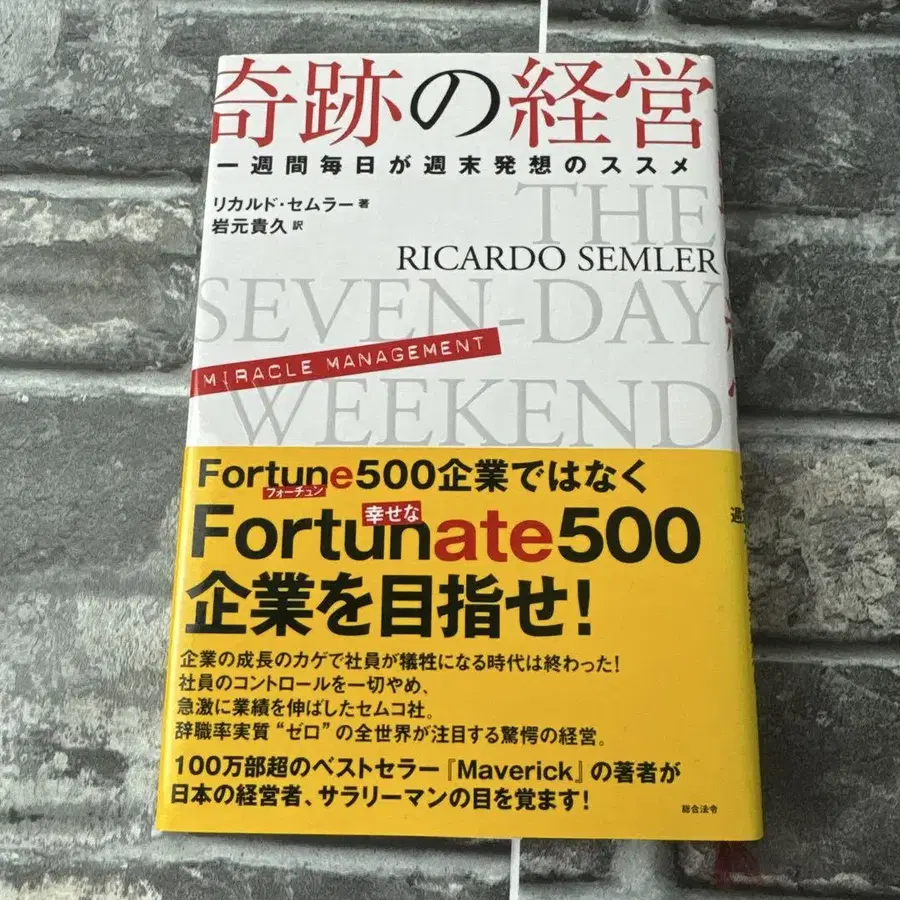 奇跡の経営
一週間毎日が週末発想のススメ
リカルド・セムラー 著
岩元貴久 訳
THE
RICARDO SEMLER
SEVEN-DAY
MIRACLE MANAGEMENT
WEEKEND
Fortune500企業ではなく
フォーチュン
幸せな
Fortunate500
企業を目指せ!
企業の成長のカゲで社員が犠牲になる時代は終わった!
社員のコントロールを一切やめ、
急激に業績を伸ばしたセムコ社。
辞職率実質“ゼロ”の全世界が注目する驚愕の経営。
100万部超のベストセラー『Maverick』の著者が
日本の経営者、サラリーマンの目を覚ます!
総合法令